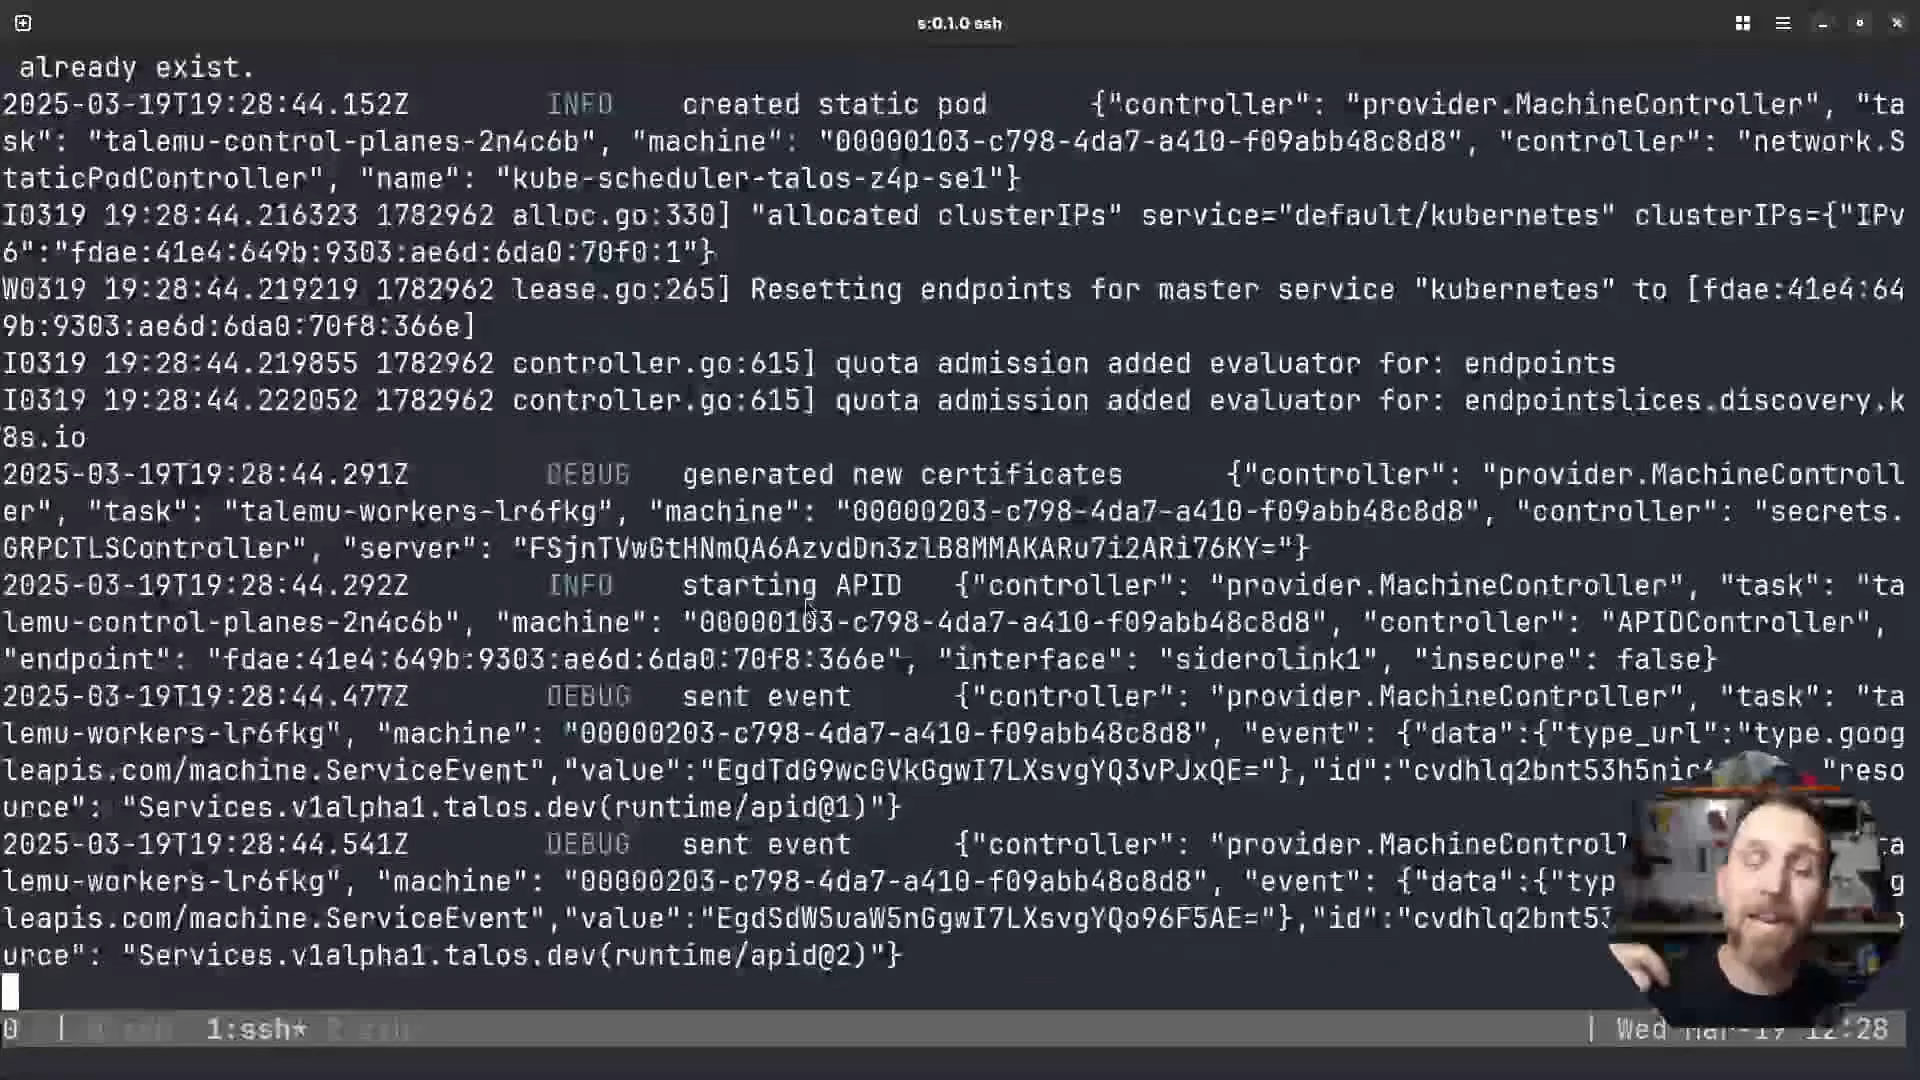 s:0.1.0 ssh
already exist.
2025-03-19T19:28:44.152Z INFO created static pod {"controller": "provider.MachineController", "ta
sk": "talemu-control-planes-2n4c6b", "machine": "00000103-c798-4da7-a410-f09abb48c8d8", "controller": "network.S
taticPodController", "name": "kube-scheduler-talos-z4p-se1"}
I0319 19:28:44.216323 1782962 alloc.go:330] "allocated clusterIPs" service="default/kubernetes" clusterIPs={"IPv
6":"fdae:41e4:649b:9303:ae6d:6da0:70f0:1"}
W0319 19:28:44.219219 1782962 lease.go:265] Resetting endpoints for master service "kubernetes" to [fdae:41e4:64
9b:9303:ae6d:6da0:70f8:366e]
I0319 19:28:44.219855 1782962 controller.go:615] quota admission added evaluator for: endpoints
I0319 19:28:44.222052 1782962 controller.go:615] quota admission added evaluator for: endpointslices.discovery.k
8s.io
2025-03-19T19:28:44.291Z DEBUG generated new certificates {"controller": "provider.MachineControll
er", "task": "talemu-workers-lr6fkg", "machine": "00000203-c798-4da7-a410-f09abb48c8d8", "controller": "secrets.
GRPCTLSController", "server": "FSjnTVwGtHNmQA6AzvdDn3zlB8MMAKARu7i2ARi76KY="}
2025-03-19T19:28:44.292Z INFO starting APID {"controller": "provider.MachineController", "task": "ta
lemu-control-planes-2n4c6b", "machine": "00000103-c798-4da7-a410-f09abb48c8d8", "controller": "APIDController",
"endpoint": "fdae:41e4:649b:9303:ae6d:6da0:70f8:366e", "interface": "siderolink1", "insecure": false}
2025-03-19T19:28:44.477Z DEBUG sent event {"controller": "provider.MachineController", "task": "ta
lemu-workers-lr6fkg", "machine": "00000203-c798-4da7-a410-f09abb48c8d8", "event": {"data":{"type_url":"type.goog
leapis.com/machine.ServiceEvent","value":"EgdTdG9wcGVkGgwI7LXsvgYQ3vPJxQE="},"id":"cvdhlq2bnt53h5nic "reso
urce": "Services.v1alpha1.talos.dev(runtime/apid@1)"}
2025-03-19T19:28:44.541Z DEBUG sent event {"controller": "provider.MachineControl ta
lemu-workers-lr6fkg", "machine": "00000203-c798-4da7-a410-f09abb48c8d8", "event": {"data":{"typ g
leapis.com/machine.ServiceEvent","value":"EgdSdW5uaW5nGgwI7LXsvgYQo96F5AE="},"id":"cvdhlq2bnt53 o
urce": "Services.v1alpha1.talos.dev(runtime/apid@2)"}
0 | 0 ssh 1:ssh* 2 ssh | Wed Mar-19 12:28